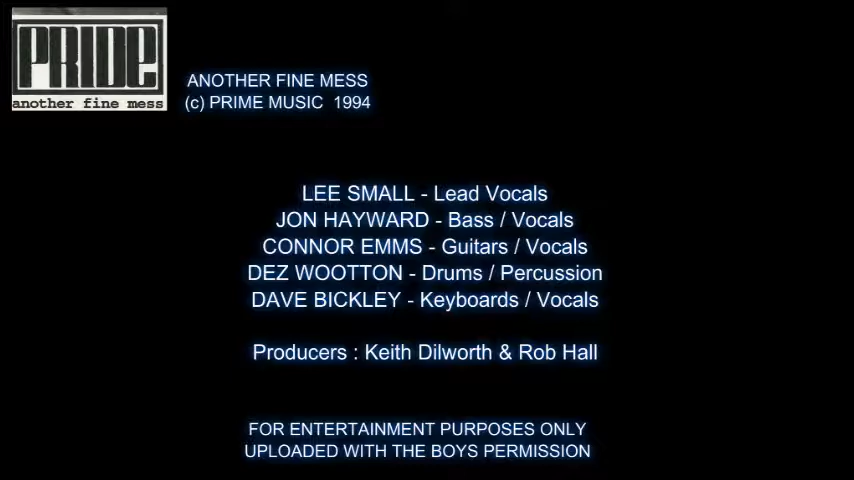 PRIDE
another fine mess
ANOTHER FINE MESS
(c) PRIME MUSIC 1994
LEE SMALL - Lead Vocals
JON HAYWARD - Bass / Vocals
CONNOR EMMS - Guitars / Vocals
DEZ WOOTTON - Drums / Percussion
DAVE BICKLEY - Keyboards / Vocals
Producers : Keith Dilworth & Rob Hall
FOR ENTERTAINMENT PURPOSES ONLY
UPLOADED WITH THE BOYS PERMISSION